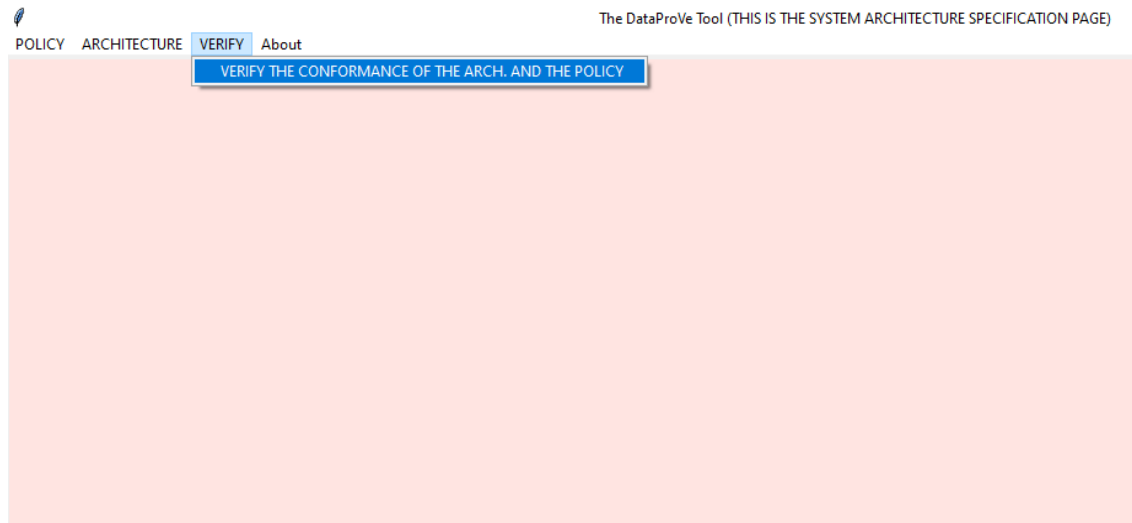 The DataProVe Tool (THIS IS THE SYSTEM ARCHITECTURE SPECIFICATION PAGE)
POLICY ARCHITECTURE VERIFY About
VERIFY THE CONFORMANCE OF THE ARCH. AND THE POLICY